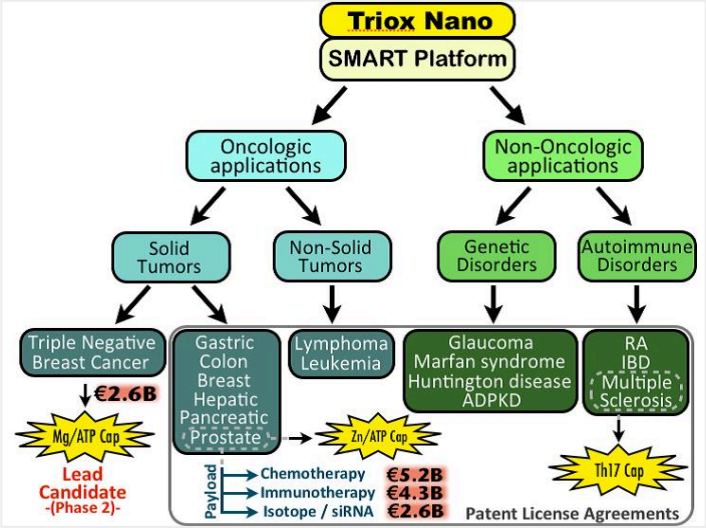 Triox Nano
SMART Platform
Oncologic
applications
Non-Oncologic
applications
Solid
Tumors
Non-Solid
Tumors
Genetic
Disorders
Autoimmune
Disorders
Triple Negative
Breast Cancer
Gastric
Colon
Breast
Hepatic
Pancreatic
Prostate
Lymphoma
Leukemia
Glaucoma
Marfan syndrome
Huntington disease
ADPKD
RA
IBD
Multiple
Sclerosis
€2.6B
Mg/ATP Cap
Lead
Candidate
-(Phase 2)-
Zn/ATP Cap
Th17 Cap
Payload
Chemotherapy €5.2B
Immunotherapy €4.3B
Isotope / siRNA €2.6B
Patent License Agreements